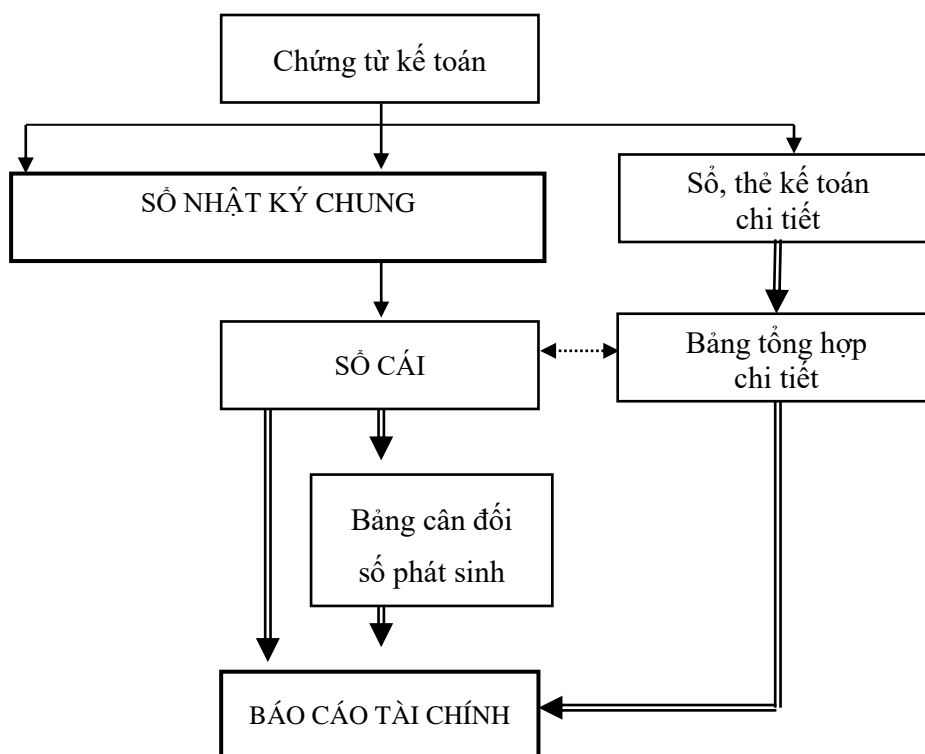 Chứng từ kế toán
SỔ NHẬT KÝ CHUNG
Sổ, thẻ kế toán
chi tiết
SỔ CÁI
Bảng tổng hợp
chi tiết
Bảng cân đối
số phát sinh
BÁO CÁO TÀI CHÍNH